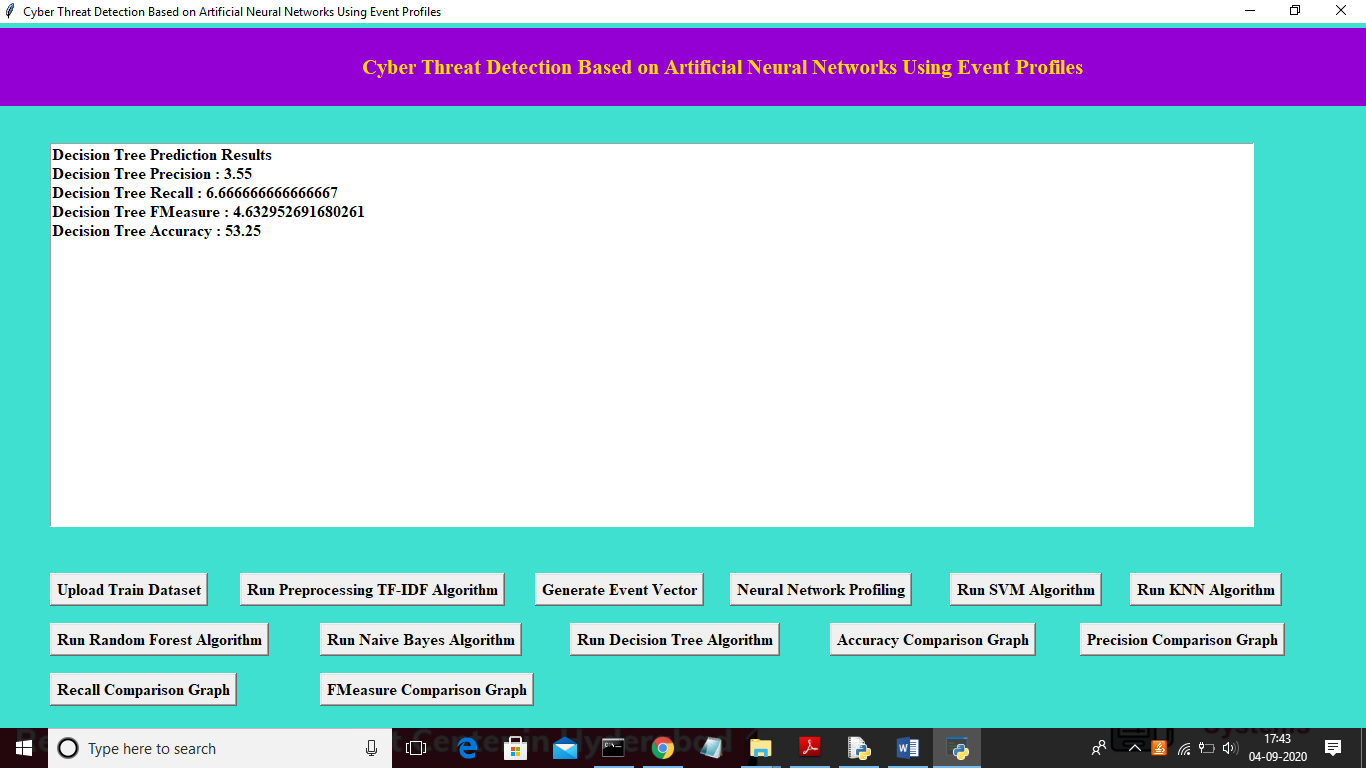 Cyber Threat Detection Based on Artificial Neural Networks Using Event Profiles
Cyber Threat Detection Based on Artificial Neural Networks Using Event Profiles
Decision Tree Prediction Results
Decision Tree Precision : 3.55
Decision Tree Recall : 6.666666666666667
Decision Tree FMeasure : 4.632952691680261
Decision Tree Accuracy : 53.25
Upload Train Dataset
Run Preprocessing TF-IDF Algorithm
Generate Event Vector
Neural Network Profiling
Run SVM Algorithm
Run KNN Algorithm
Run Random Forest Algorithm
Run Naive Bayes Algorithm
Run Decision Tree Algorithm
Accuracy Comparison Graph
Precision Comparison Graph
Recall Comparison Graph
FMeasure Comparison Graph
Type here to search
17:43
04-09-2020